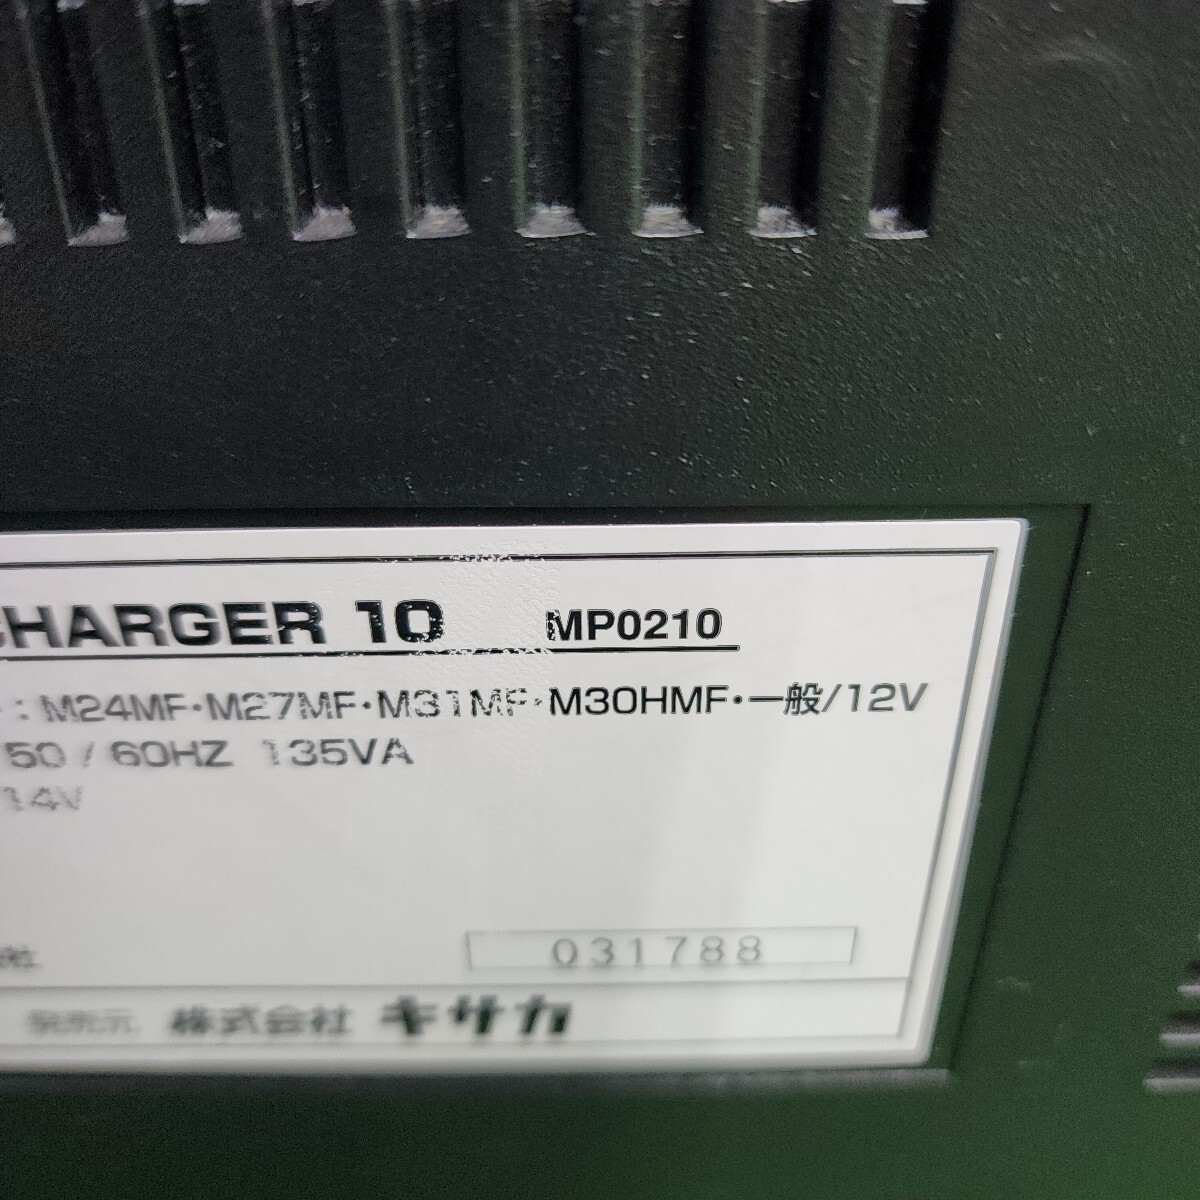 CHARGER 10 MP0210
: M24MF・M27MF・M31MF・M30HMF・一般/12V
50 / 60HZ 135VA
14V
社
031788
発売元 株式会社 キサカ